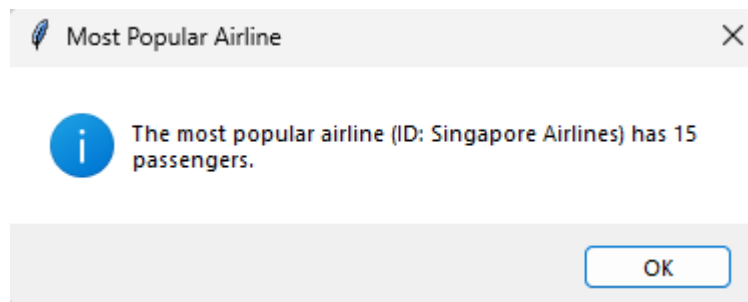 Most Popular Airline
The most popular airline (ID: Singapore Airlines) has 15
passengers.
OK